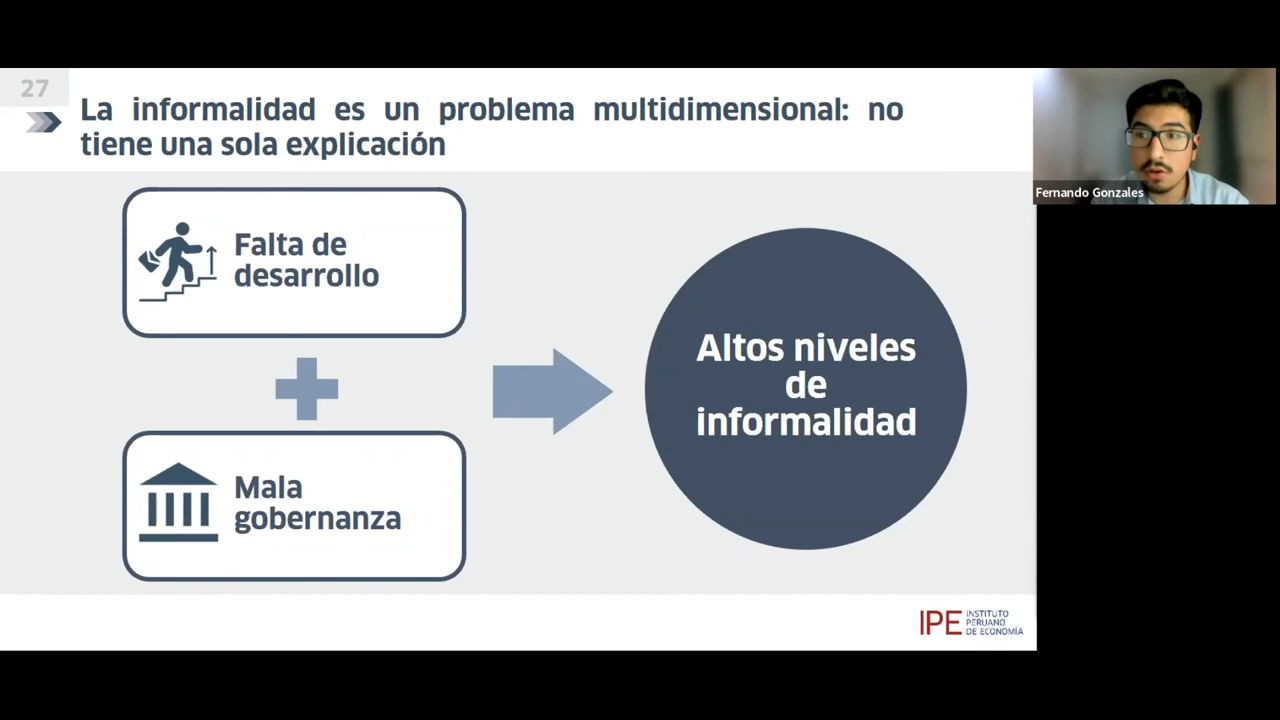 27
La informalidad es un problema multidimensional: no
tiene una sola explicación
Fernando Gonzales
Falta de
desarrollo
Mala
gobernanza
Altos niveles
de
informalidad
IPE
INSTITUTO
PERUANO
DE ECONOMÍA